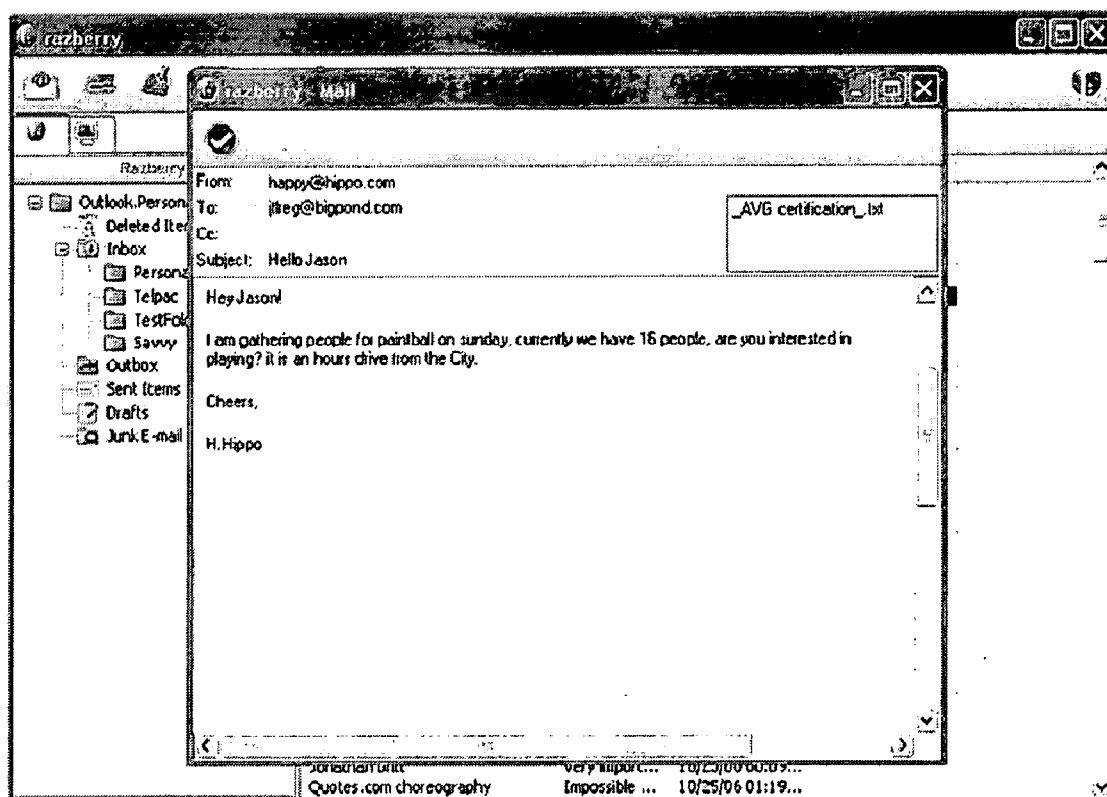 razberry
razberry - Mail
Razberry
From: happy@hippo.com
To: jtreg@bigpond.com
Cc:
Subject: Hello Jason
_AVG certification_.txt
Outlook.Person
Deleted Iter
Inbox
Persona
Telpac
TestFold
Savvy
Outbox
Sent Items
Drafts
Junk E-mail
Hey Jason!
I am gathering people for paintball on sunday, currently we have 16 people, are you interested in
playing? it is an hours drive from the City.
Cheers,
H.Hippo
Quotes.com choreography Impossible ... 10/25/06 01:19...